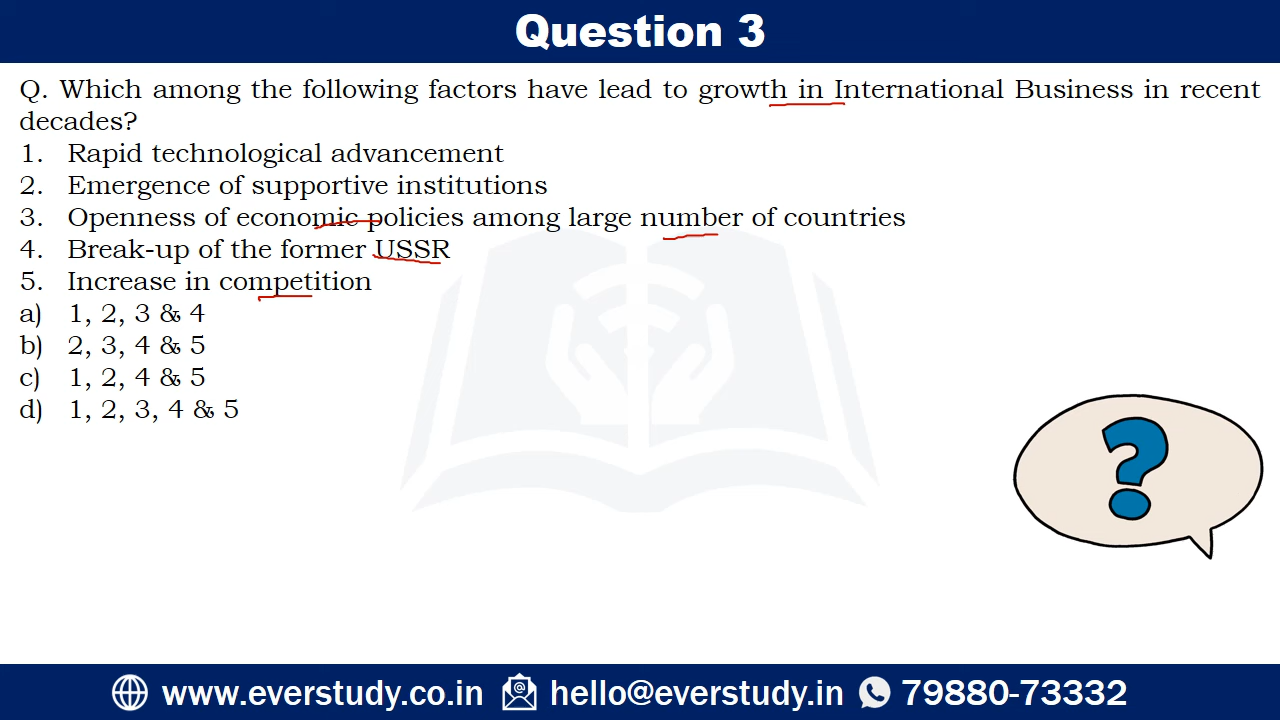 Question 3
Q. Which among the following factors have lead to growth in International Business in recent
decades?
1. Rapid technological advancement
2. Emergence of supportive institutions
3. Openness of economic policies among large number of countries
4. Break-up of the former USSR
5. Increase in competition
a) 1, 2, 3 & 4
b) 2, 3, 4 & 5
c) 1, 2, 4 & 5
d) 1, 2, 3, 4 & 5
?
www.everstudy.co.in hello@everstudy.in 79880-73332